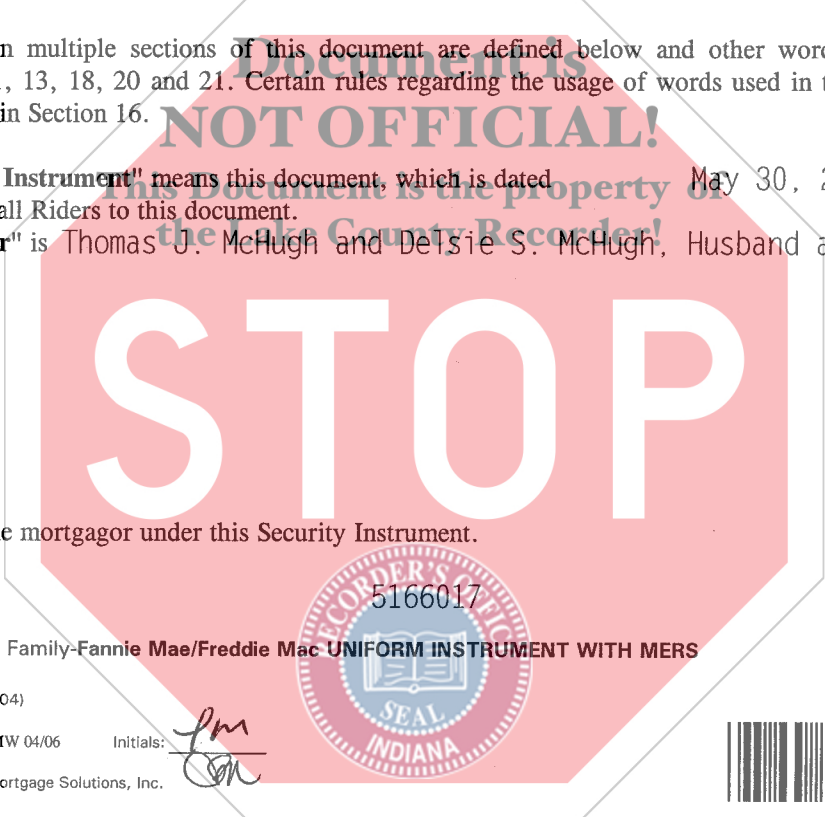 n multiple sections of this document are defined below and other wor
, 13, 18, 20 and 21. Certain rules regarding the usage of words used in
in Section 16.
Document is
NOT OFFICIAL!
This Document is the property of
the Lake County Recorder!
Instrument" means this document, which is dated May 30,
all Riders to this document.
r" is Thomas J. McHugh and Delsie S. McHugh, Husband a
STOP
e mortgagor under this Security Instrument.
RECORDER'S OFFICE
5166017
Family-Fannie Mae/Freddie Mac UNIFORM INSTRUMENT WITH MERS
SEAL
INDIANA
04)
W 04/06 Initials:
ortgage Solutions, Inc.